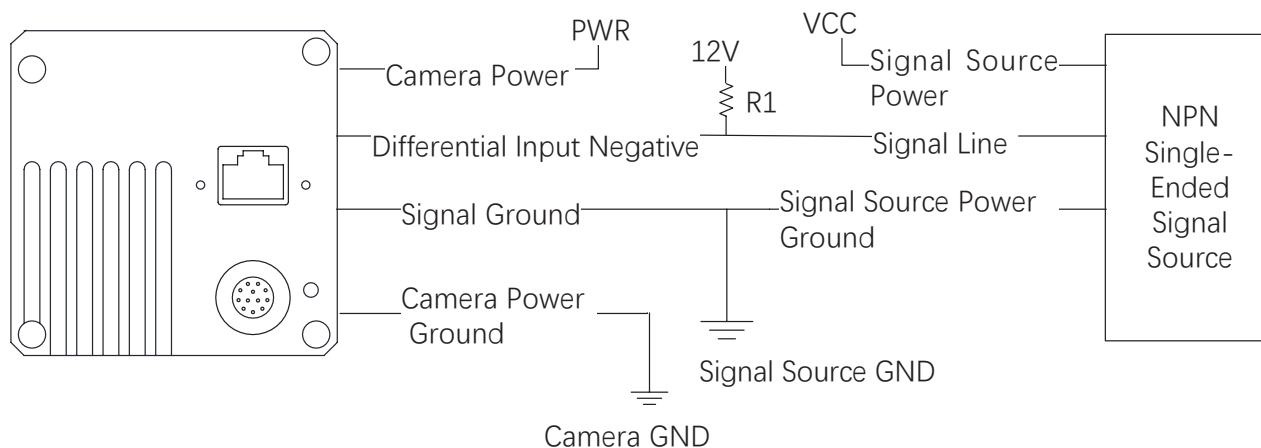 PWR
Camera Power
12V
R1
VCC
Signal Source
Power
Differential Input Negative
Signal Line
Signal Ground
Signal Source Power
Ground
Camera Power
Ground
Signal Source GND
Camera GND
NPN
Single-
Ended
Signal
Source